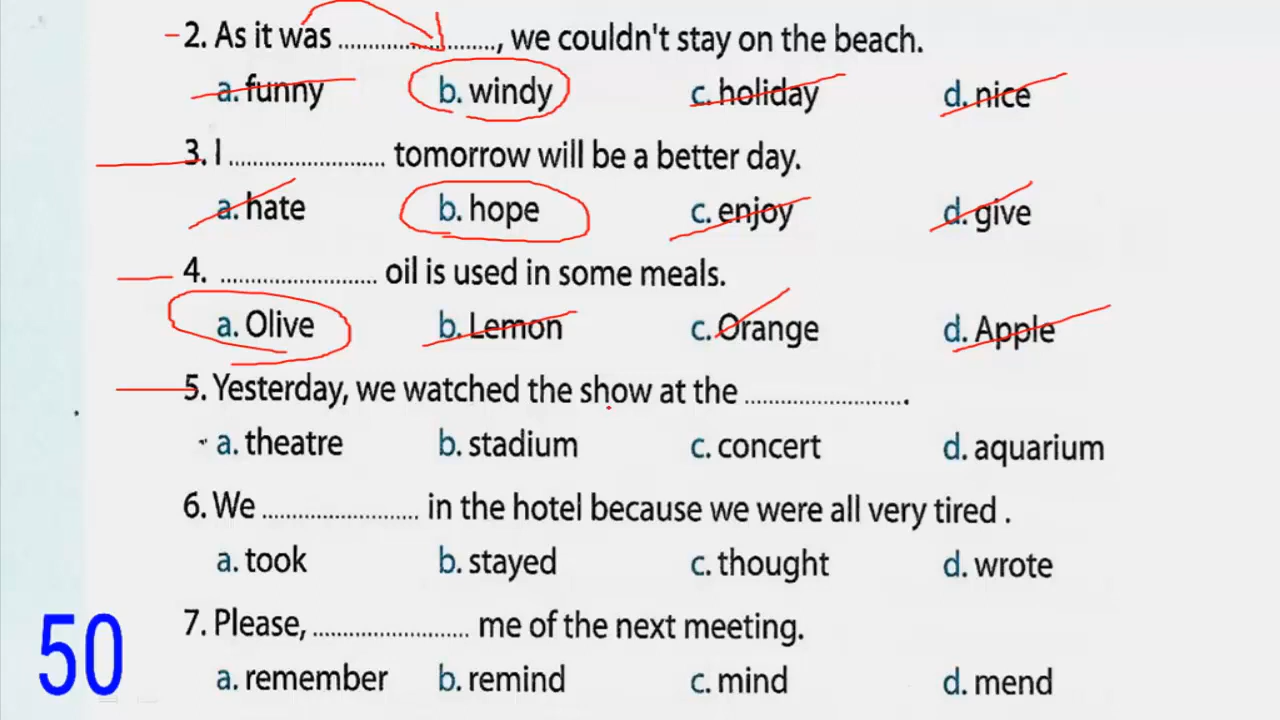 2. As it was ......................, we couldn't stay on the beach.
a. funny b. windy c. holiday d. nice
3. I ...................... tomorrow will be a better day.
a. hate b. hope c. enjoy d. give
4. ...................... oil is used in some meals.
a. Olive b. Lemon c. Orange d. Apple
5. Yesterday, we watched the show at the ...................... .
a. theatre b. stadium c. concert d. aquarium
6. We ...................... in the hotel because we were all very tired .
a. took b. stayed c. thought d. wrote
7. Please, ...................... me of the next meeting.
a. remember b. remind c. mind d. mend
50